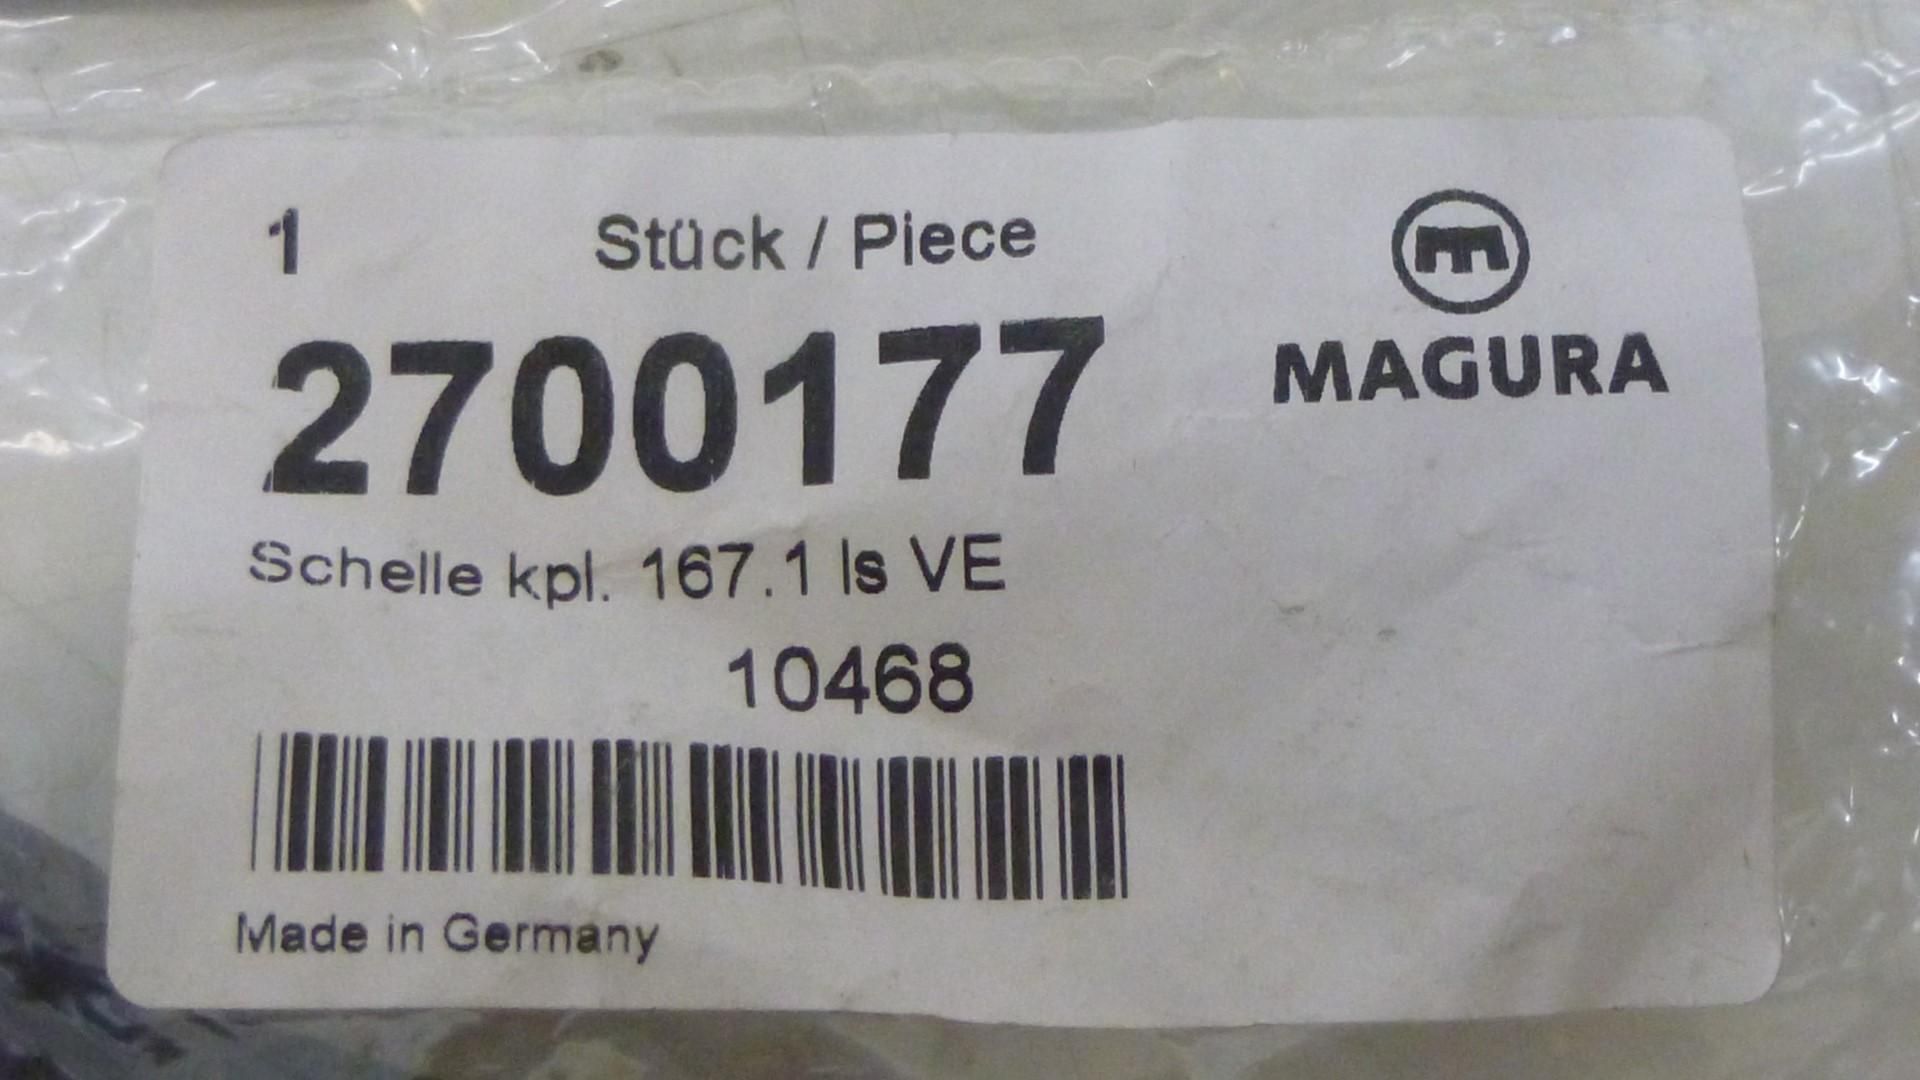 1 Stück / Piece
MAGURA
2700177
Schelle kpl. 167.1 ls VE
10468
Made in Germany